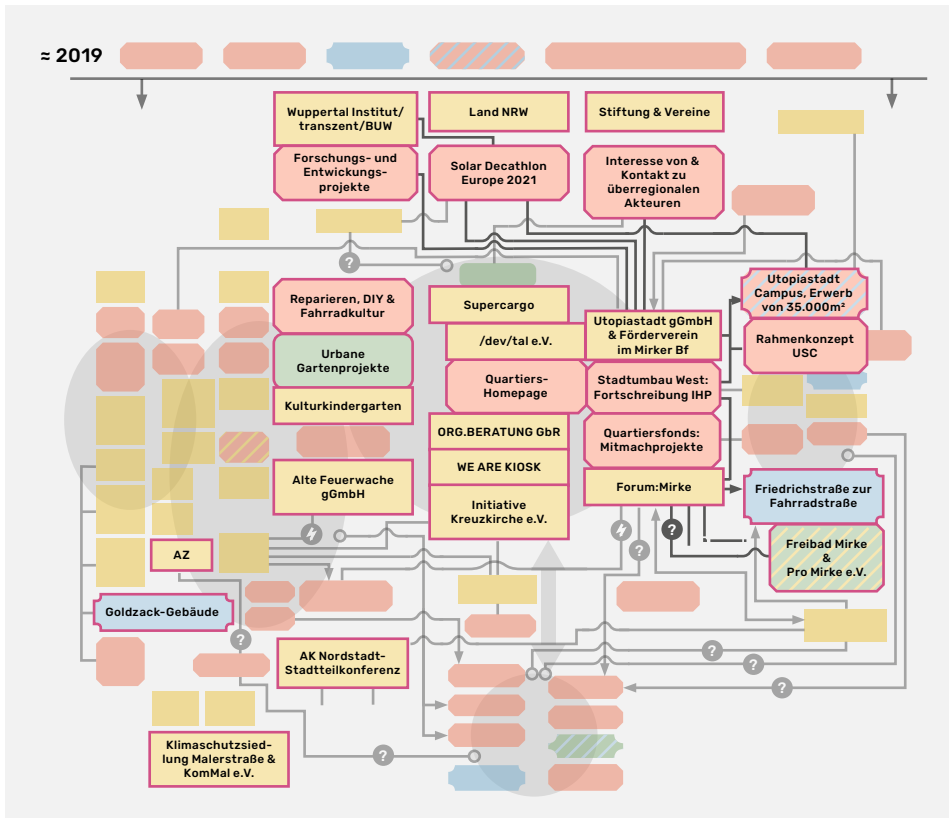 ≈ 2019
Wuppertal Institut/
transzent/BUW
Land NRW
Stiftung & Vereine
Forschungs- und
Entwickungs-
projekte
Solar Decathlon
Europe 2021
Interesse von &
Kontakt zu
überregionalen
Akteuren
?
Reparieren, DIY &
Fahrradkultur
Supercargo
Utopiastadt
Campus, Erwerb
von 35.000m²
Utopiastadt gGmbH
& Förderverein
im Mirker Bf
/dev/tal e.V.
Rahmenkonzept
USC
Urbane
Gartenprojekte
Quartiers-
Homepage
Stadtumbau West:
Fortschreibung IHP
Kulturkindergarten
ORG.BERATUNG GbR
Quartiersfonds:
Mitmachprojekte
WE ARE KIOSK
Alte Feuerwache
gGmbH
Forum:Mirke
Friedrichstraße zur
Fahrradstraße
Initiative
Kreuzkirche e.V.
?
?
Freibad Mirke
&
Pro Mirke e.V.
AZ
Goldzack-Gebäude
?
?
?
AK Nordstadt-
Stadtteilkonferenz
?
Klimaschutzsied-
lung Malerstraße &
KomMal e.V.
?